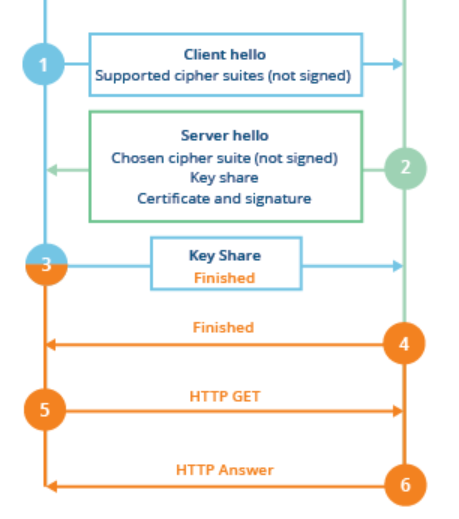 1
Client hello
Supported cipher suites (not signed)
Server hello
Chosen cipher suite (not signed)
Key share
Certificate and signature
2
3
Key Share
Finished
Finished
4
5
HTTP GET
HTTP Answer
6